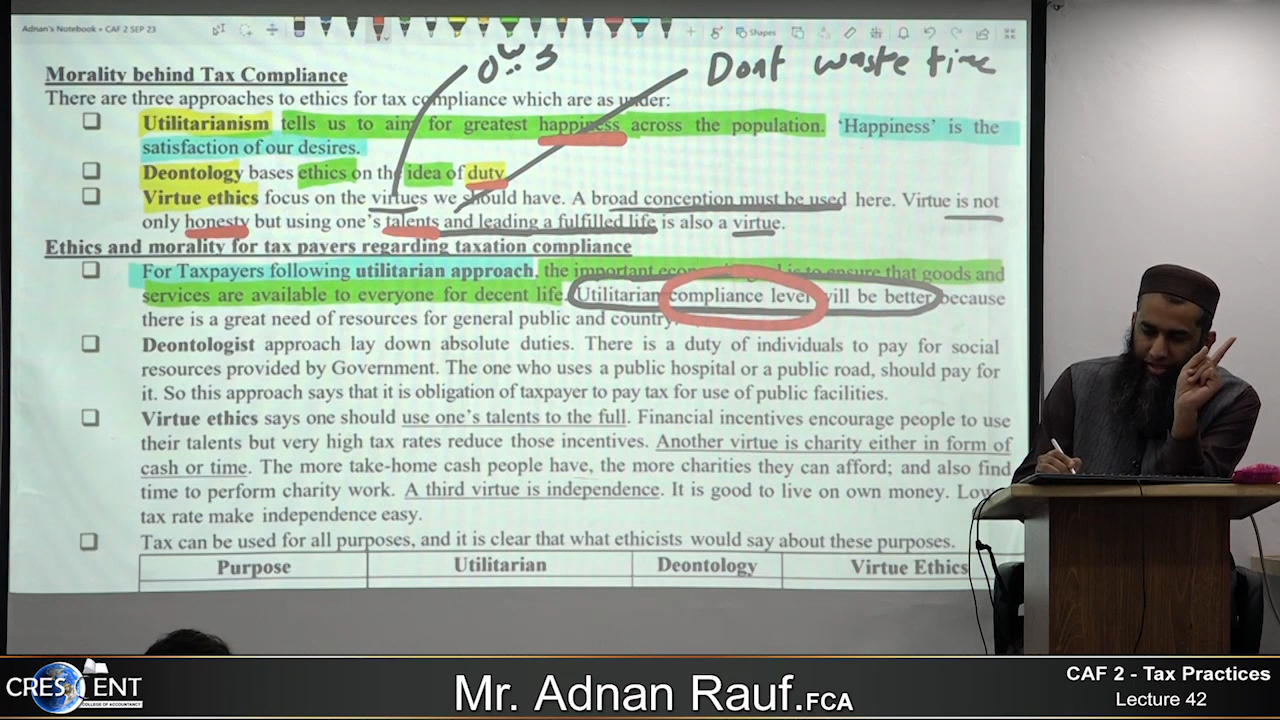 Adnan's Notebook • CAF 2 SEP 23
Shapes
Dont waste time
Morality behind Tax Compliance
There are three approaches to ethics for tax compliance which are as under:
❑ Utilitarianism tells us to aim for greatest happiness across the population. 'Happiness' is the
satisfaction of our desires.
❑ Deontology bases ethics on the idea of duty
❑ Virtue ethics focus on the virtues we should have. A broad conception must be used here. Virtue is not
only honesty but using one's talents and leading a fulfilled life is also a virtue.
Ethics and morality for tax payers regarding taxation compliance
❑ For Taxpayers following utilitarian approach, the important is to ensure that goods and
services are available to everyone for decent life. Utilitarian compliance level will be better because
there is a great need of resources for general public and country.
❑ Deontologist approach lay down absolute duties. There is a duty of individuals to pay for social
resources provided by Government. The one who uses a public hospital or a public road, should pay for
it. So this approach says that it is obligation of taxpayer to pay tax for use of public facilities.
❑ Virtue ethics says one should use one's talents to the full. Financial incentives encourage people to use
their talents but very high tax rates reduce those incentives. Another virtue is charity either in form of
cash or time. The more take-home cash people have, the more charities they can afford; and also find
time to perform charity work. A third virtue is independence. It is good to live on own money.
tax rate make independence easy.
❑ Tax can be used for all purposes, and it is clear that what ethicists would say about these purposes.
Purpose Utilitarian Deontology Virtue Ethics
CRESCENT
COLLEGE OF ACCOUNTANCY
Mr. Adnan Rauf.FCA
CAF 2 - Tax Practices
Lecture 42